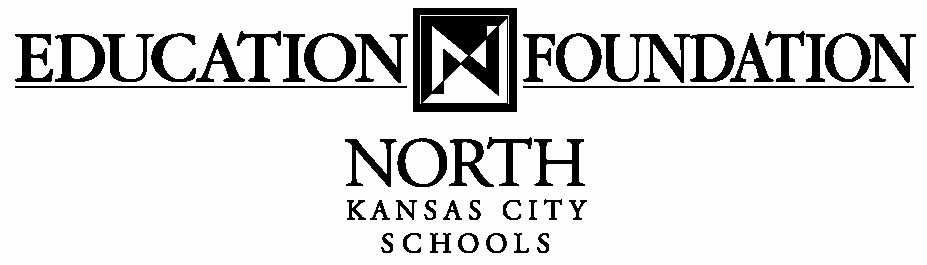 EDUCATION FOUNDATION
NORTH
KANSAS CITY
SCHOOLS